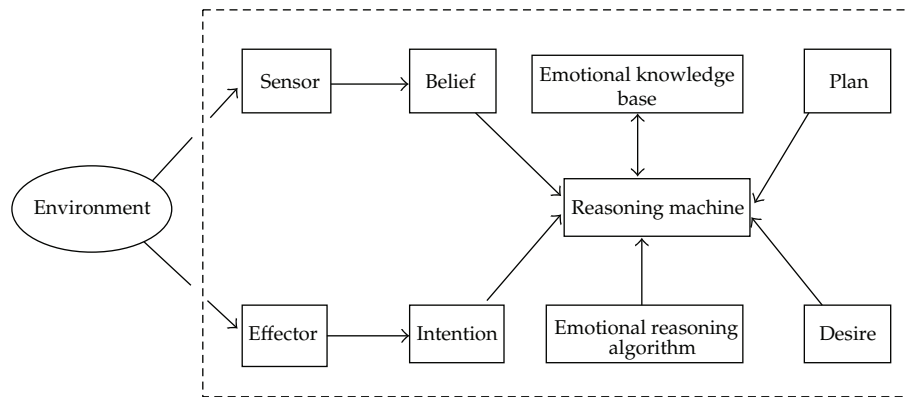 Sensor
Belief
Emotional knowledge
base
Plan
Environment
Reasoning machine
Effector
Intention
Emotional reasoning
algorithm
Desire